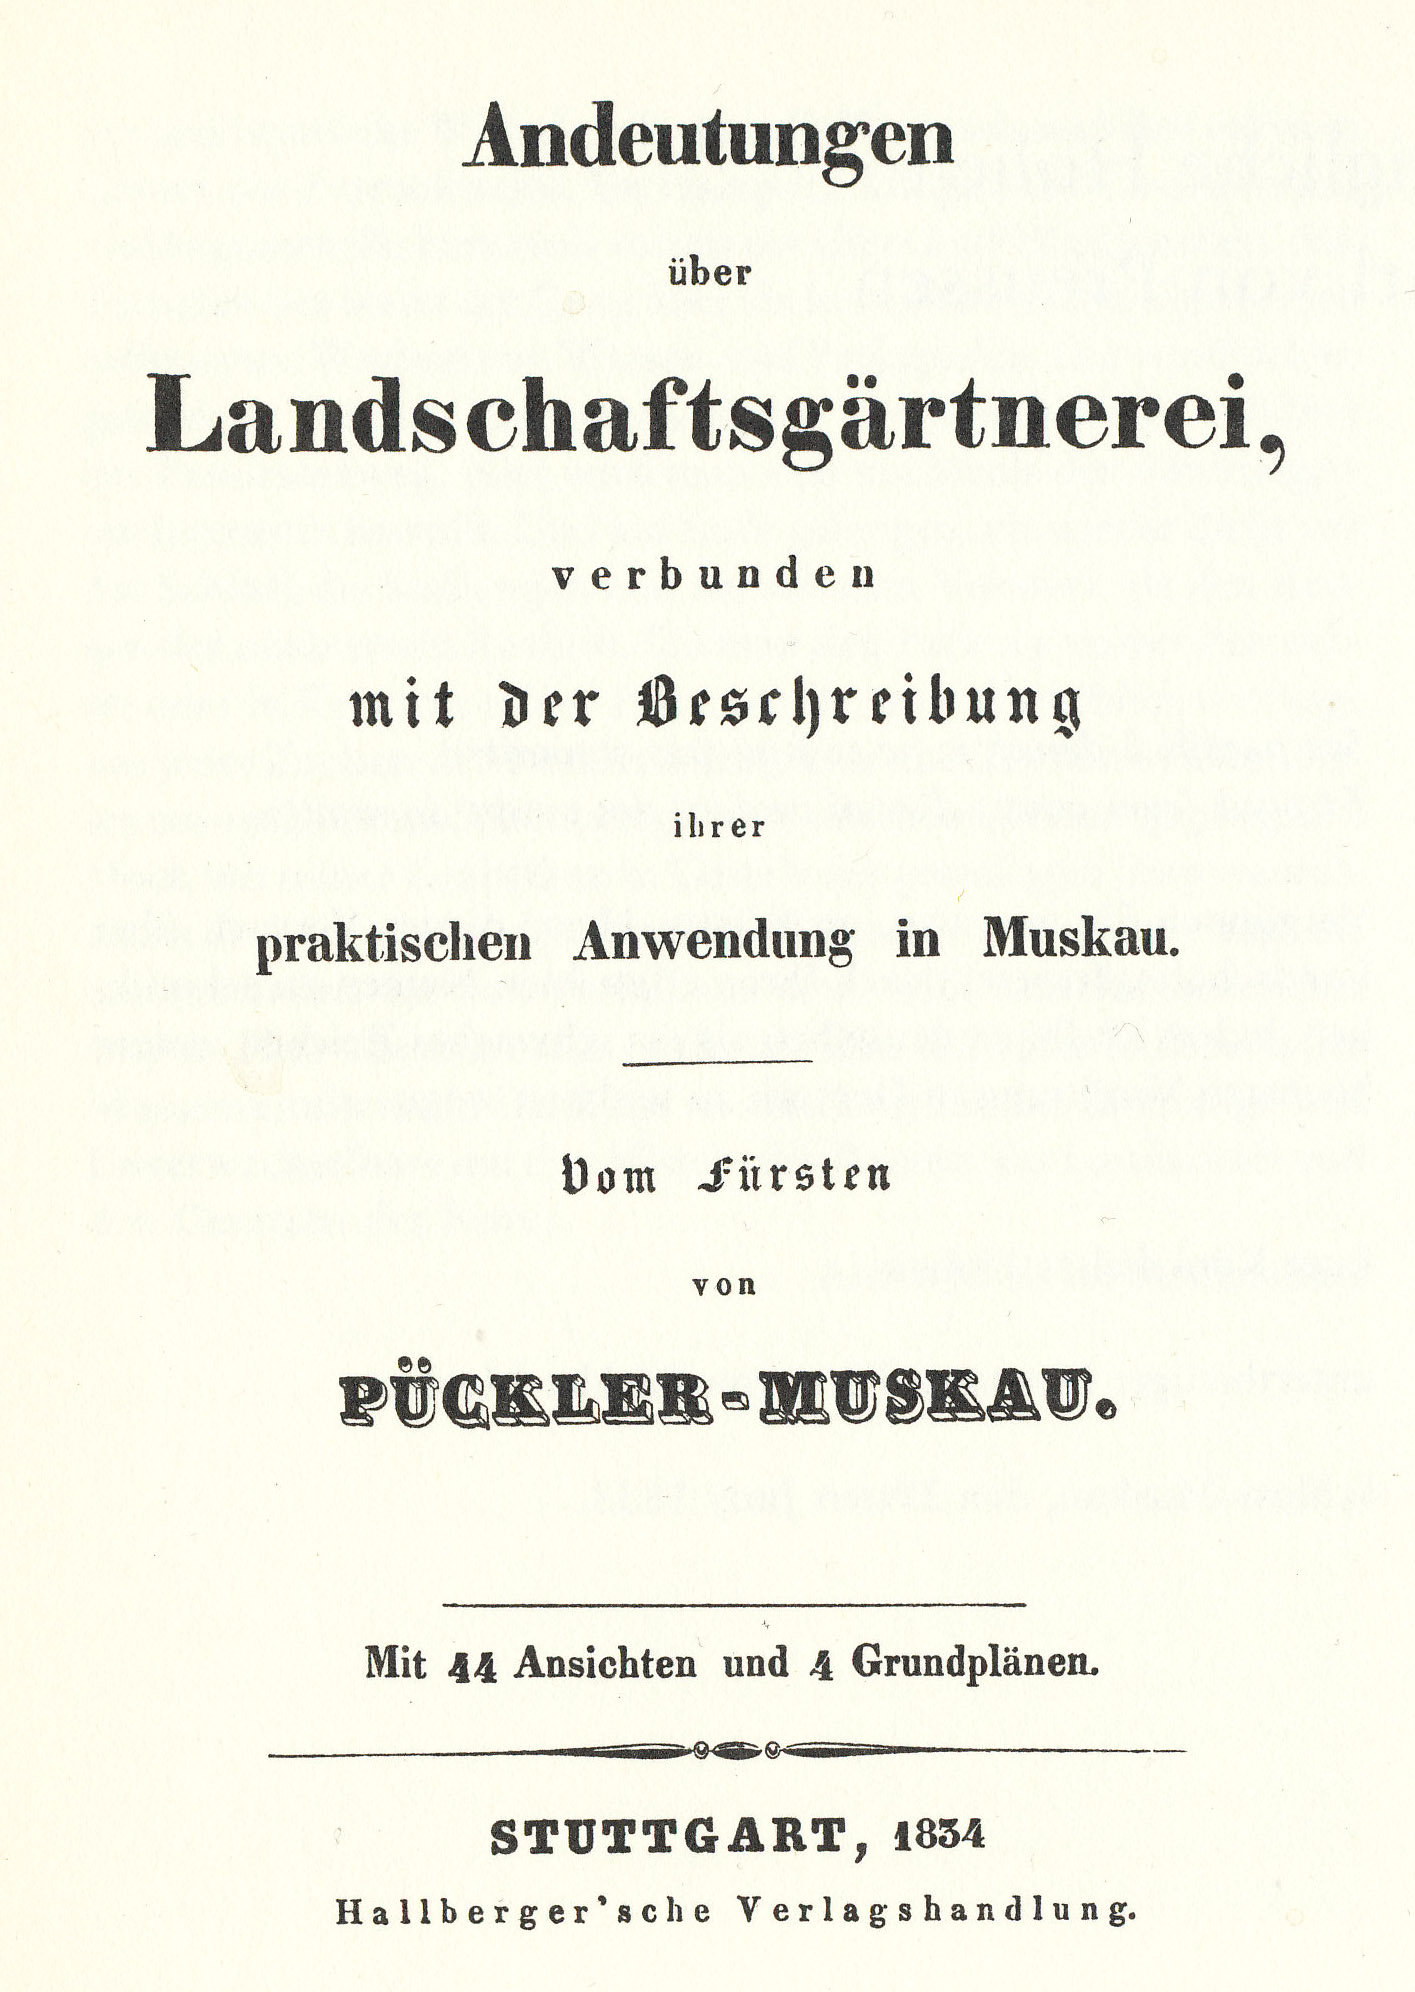 Andeutungen
über
Landschaftsgärtnerei,
verbunden
mit der Beschreibung
ihrer
praktischen Anwendung in Muskau.
Vom Fürsten
von
PÜCKLER-MUSKAU.
Mit 44 Ansichten und 4 Grundplänen.
STUTTGART, 1834
Hallberger'sche Verlagshandlung.